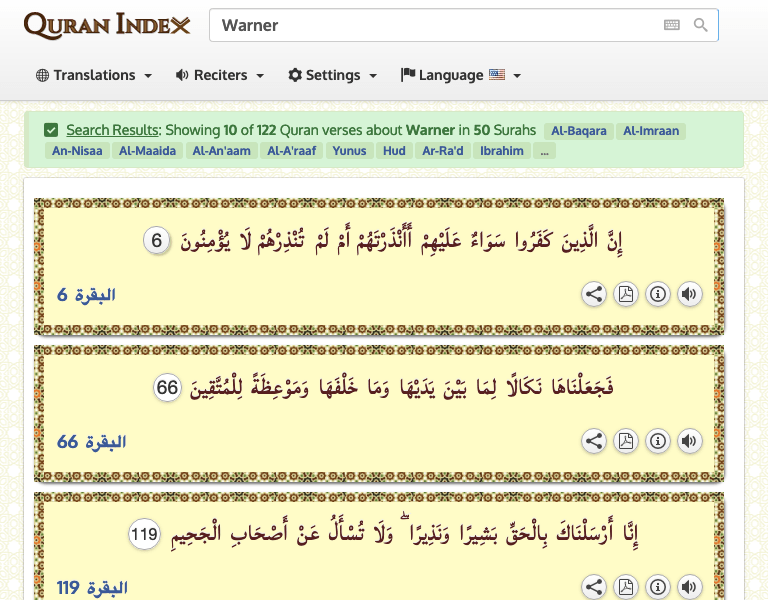 QURAN INDEX
Warner
Translations Reciters Settings Language
Search Results: Showing 10 of 122 Quran verses about Warner in 50 Surahs Al-Baqara Al-Imraan
An-Nisaa Al-Maaida Al-An'aam Al-A'raaf Yunus Hud Ar-Ra'd Ibrahim ...
إِنَّ الَّذِينَ كَفَرُوا سَوَاءٌ عَلَيْهِمْ أَأَنْذَرْتَهُمْ أَمْ لَمْ تُنْذِرْهُمْ لَا يُؤْمِنُونَ 6
البقرة 6
فَجَعَلْنَاهَا نَكَالًا لِمَا بَيْنَ يَدَيْهَا وَمَا خَلْفَهَا وَمَوْعِظَةً لِلْمُتَّقِينَ 66
البقرة 66
إِنَّا أَرْسَلْنَاكَ بِالْحَقِّ بَشِيرًا وَنَذِيرًا ۖ وَلَا تُسْأَلُ عَنْ أَصْحَابِ الْجَحِيمِ 119
البقرة 119